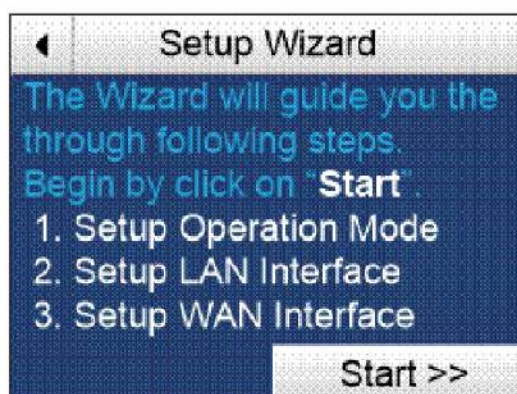 Setup Wizard
The Wizard will guide you the
through following steps.
Begin by click on “Start”.
1. Setup Operation Mode
2. Setup LAN Interface
3. Setup WAN Interface
Start >>